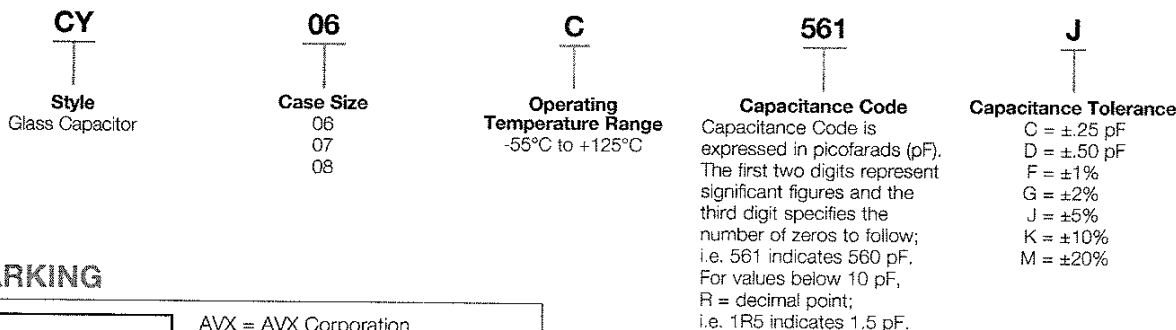 CY
06
C
561
J
Style
Glass Capacitor
Case Size
06
07
08
Operating
Temperature Range
-55°C to +125°C
Capacitance Code
Capacitance Code is
expressed in picofarads (pF).
The first two digits represent
significant figures and the
third digit specifies the
number of zeros to follow;
i.e. 561 indicates 560 pF.
For values below 10 pF,
R = decimal point;
i.e. 1R5 indicates 1.5 pF.
Capacitance Tolerance
C = ±.25 pF
D = ±.50 pF
F = ±1%
G = ±2%
J = ±5%
K = ±10%
M = ±20%
ARKING
AVX = AVX Corporation